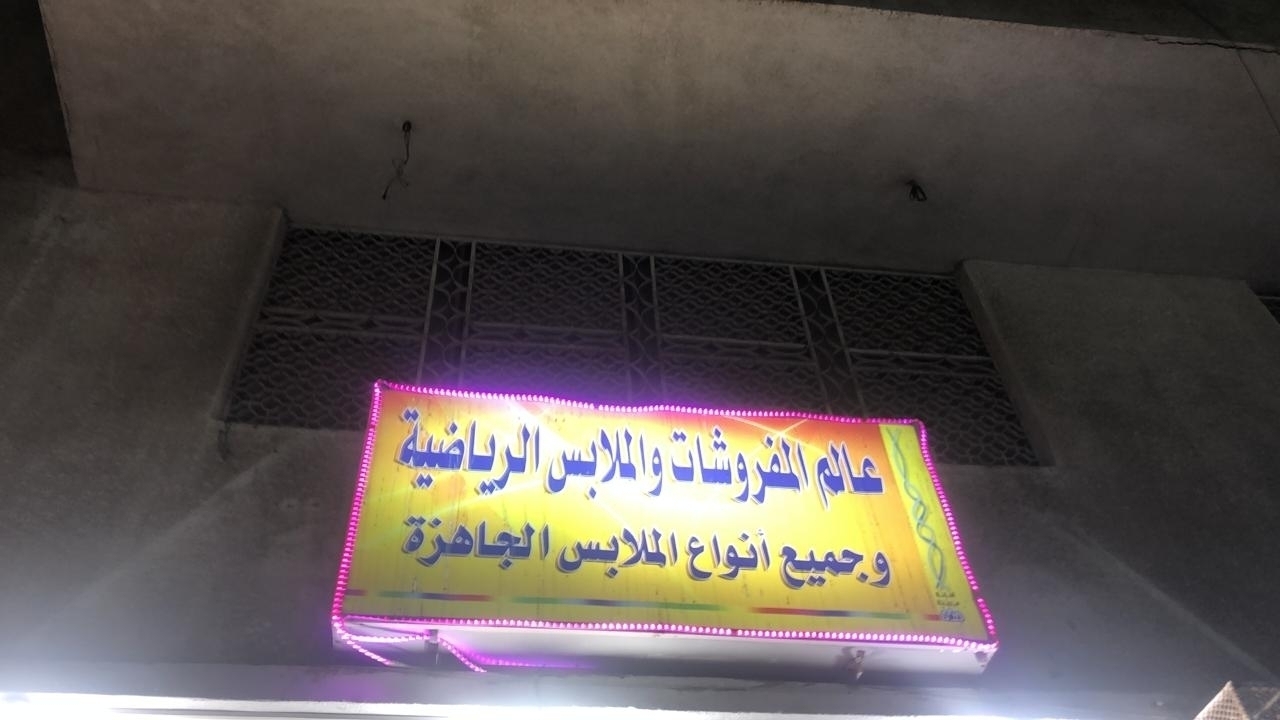 عالم المفروشات والملابس الرياضية
وجميع أنواع الملابس الجاهزة